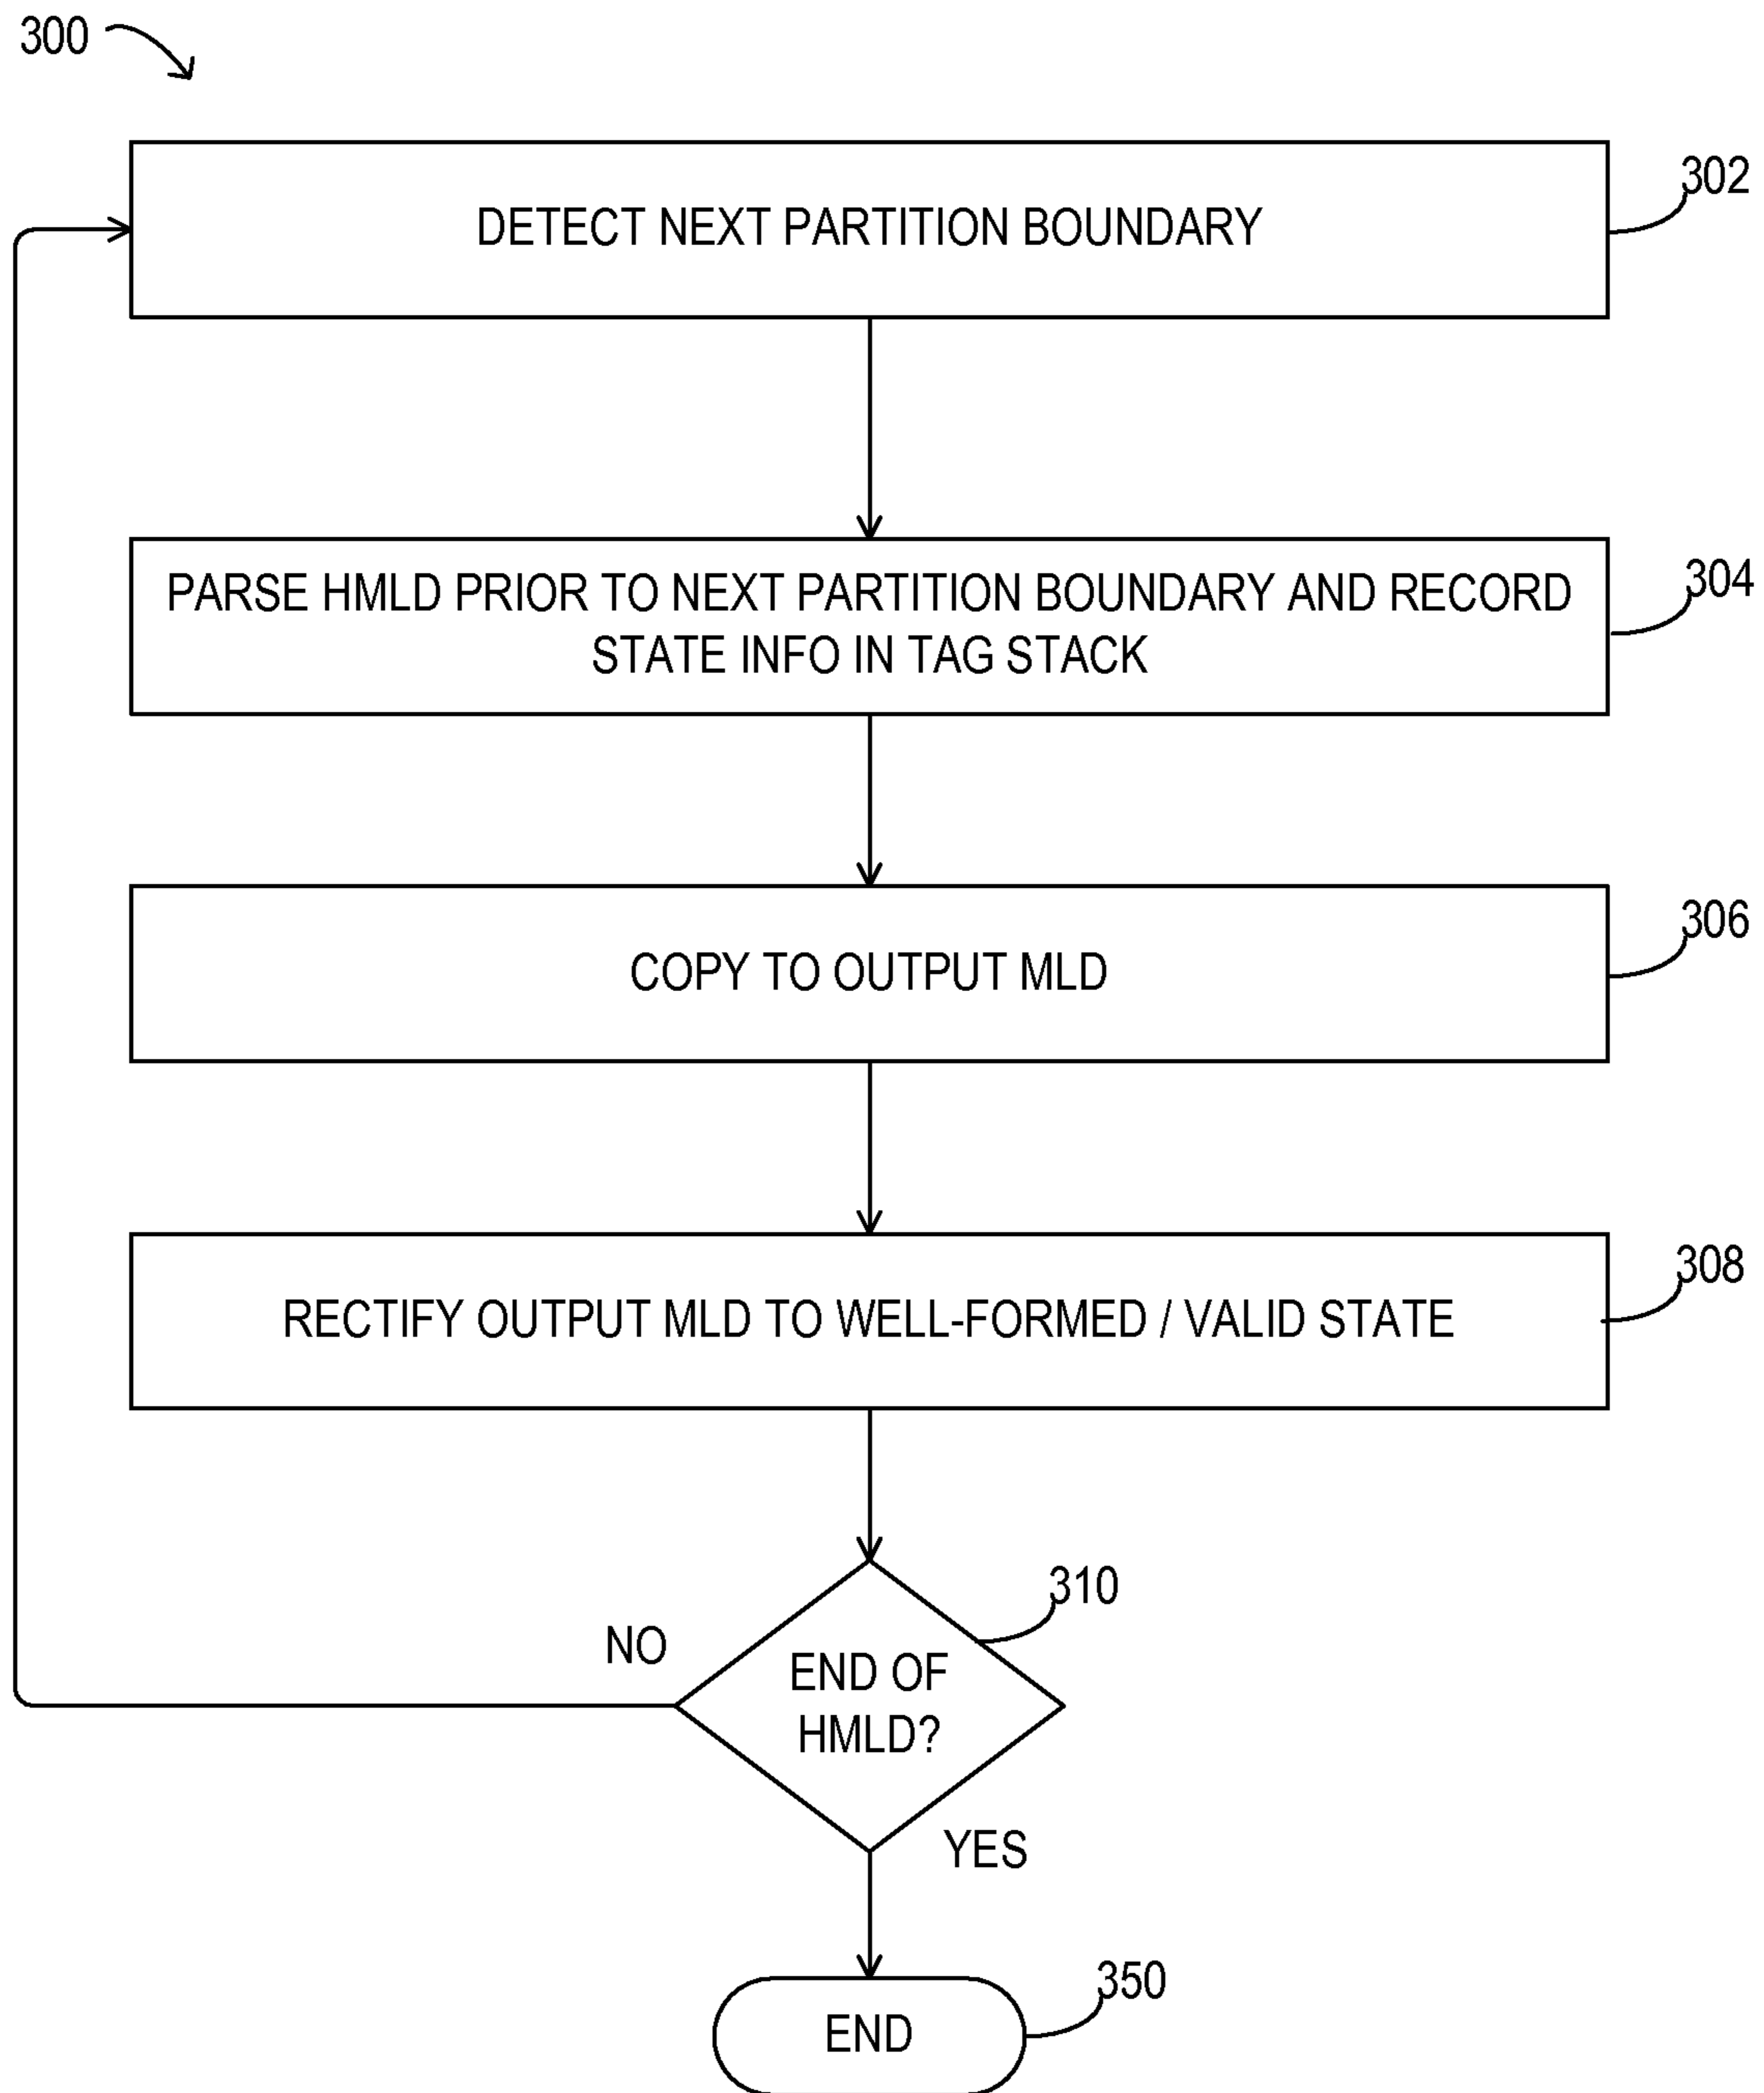 300
302
DETECT NEXT PARTITION BOUNDARY
304
PARSE HMLD PRIOR TO NEXT PARTITION BOUNDARY AND RECORD
STATE INFO IN TAG STACK
306
COPY TO OUTPUT MLD
308
RECTIFY OUTPUT MLD TO WELL-FORMED / VALID STATE
310
NO
END OF
HMLD?
YES
350
END